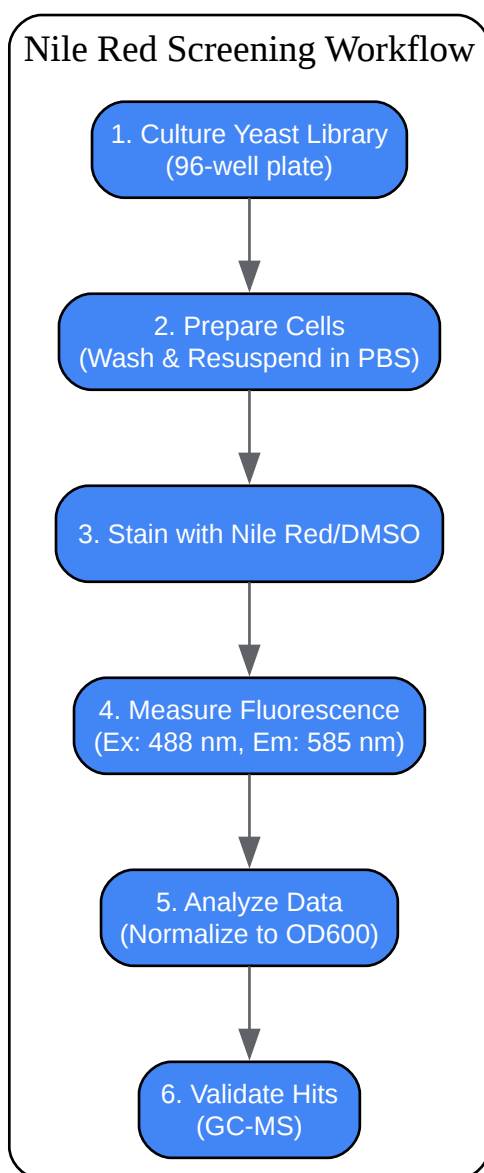 Nile Red Screening Workflow
1. Culture Yeast Library
(96-well plate)
2. Prepare Cells
(Wash & Resuspend in PBS)
3. Stain with Nile Red/DMSO
4. Measure Fluorescence
(Ex: 488 nm, Em: 585 nm)
5. Analyze Data
(Normalize to OD600)
6. Validate Hits
(GC-MS)